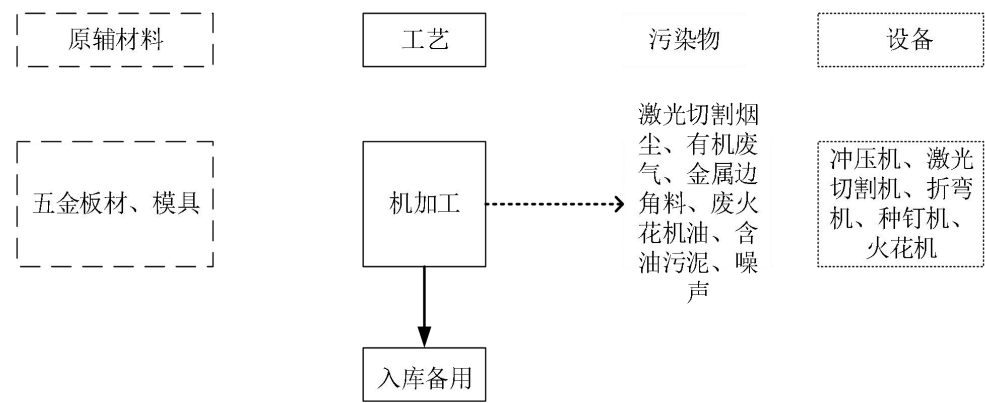 原辅材料
工艺
污染物
设备
五金板材、模具
机加工
激光切割烟
尘、有机废
气、金属边
角料、废火
花机油、含
油污泥、噪
声
冲压机、激光
切割机、折弯
机、种钉机、
火花机
入库备用